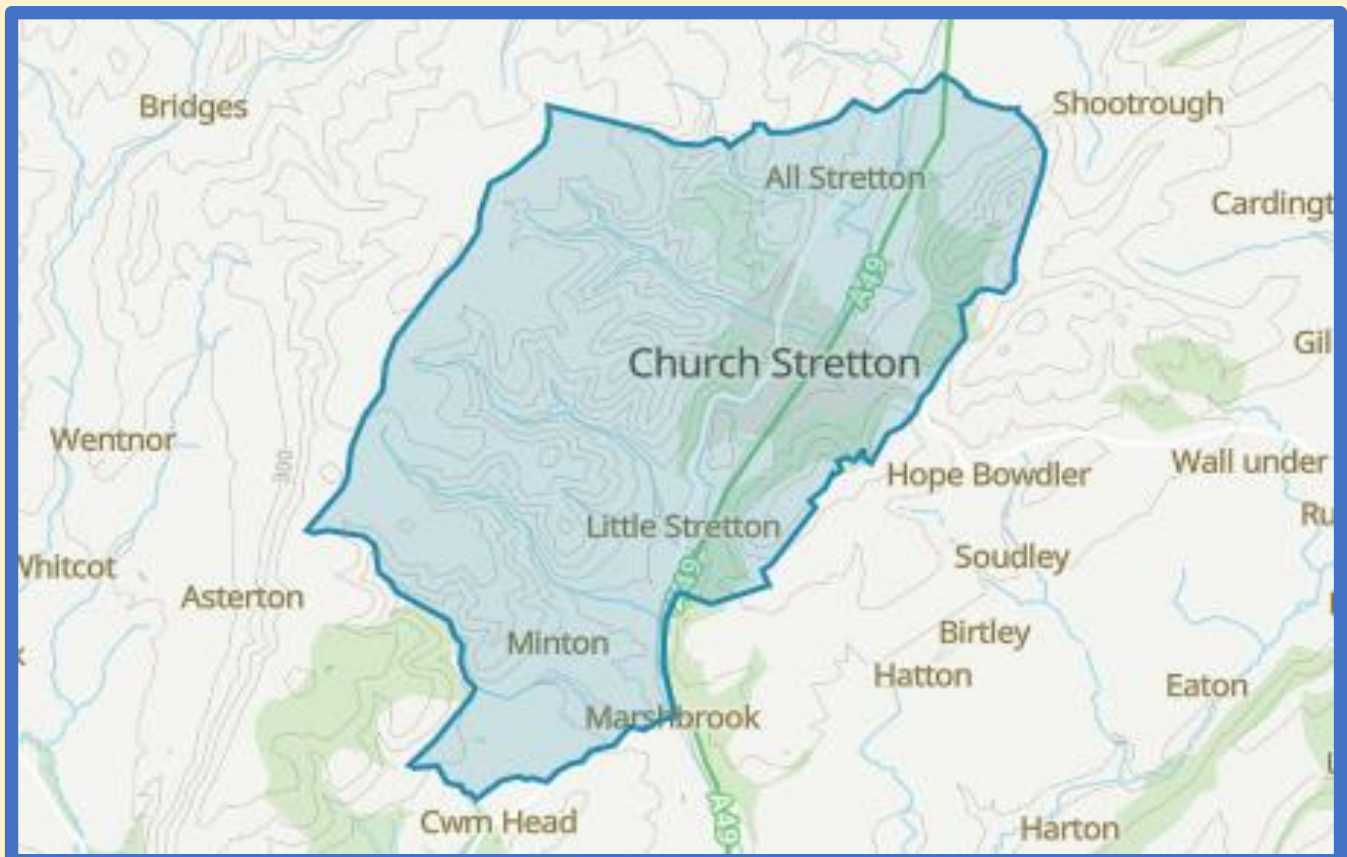 Bridges
Shootrough
All Stretton
Cardingt
A49
Church Stretton
Gil
Wentnor
300
Hope Bowdler
Wall under
Little Stretton
Ru
Whitcot
Soudley
49
Asterton
Birtley
Minton
Hatton
Eaton
Marshbrook
Cwm Head
A49
Harton